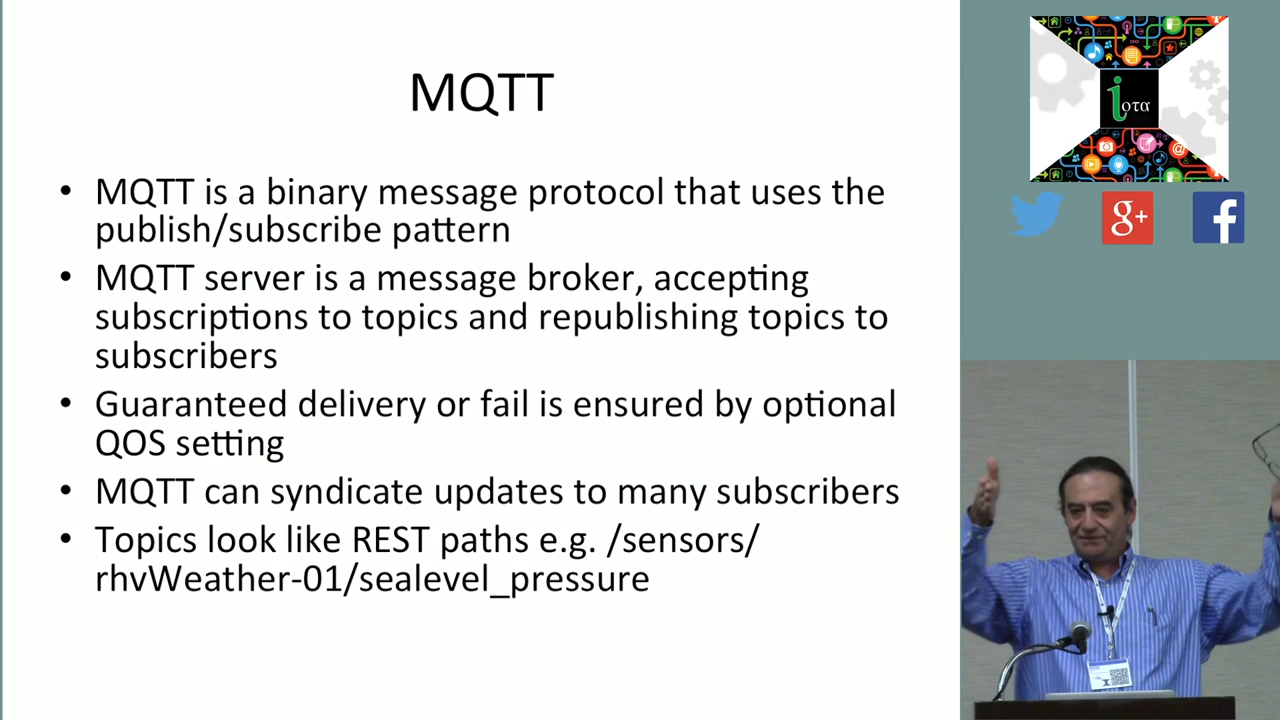 MQTT
• MQTT is a binary message protocol that uses the
publish/subscribe pattern
• MQTT server is a message broker, accepting
subscriptions to topics and republishing topics to
subscribers
• Guaranteed delivery or fail is ensured by optional
QOS setting
• MQTT can syndicate updates to many subscribers
• Topics look like REST paths e.g. /sensors/
rhvWeather-01/sealevel_pressure
iοτα
g+
f